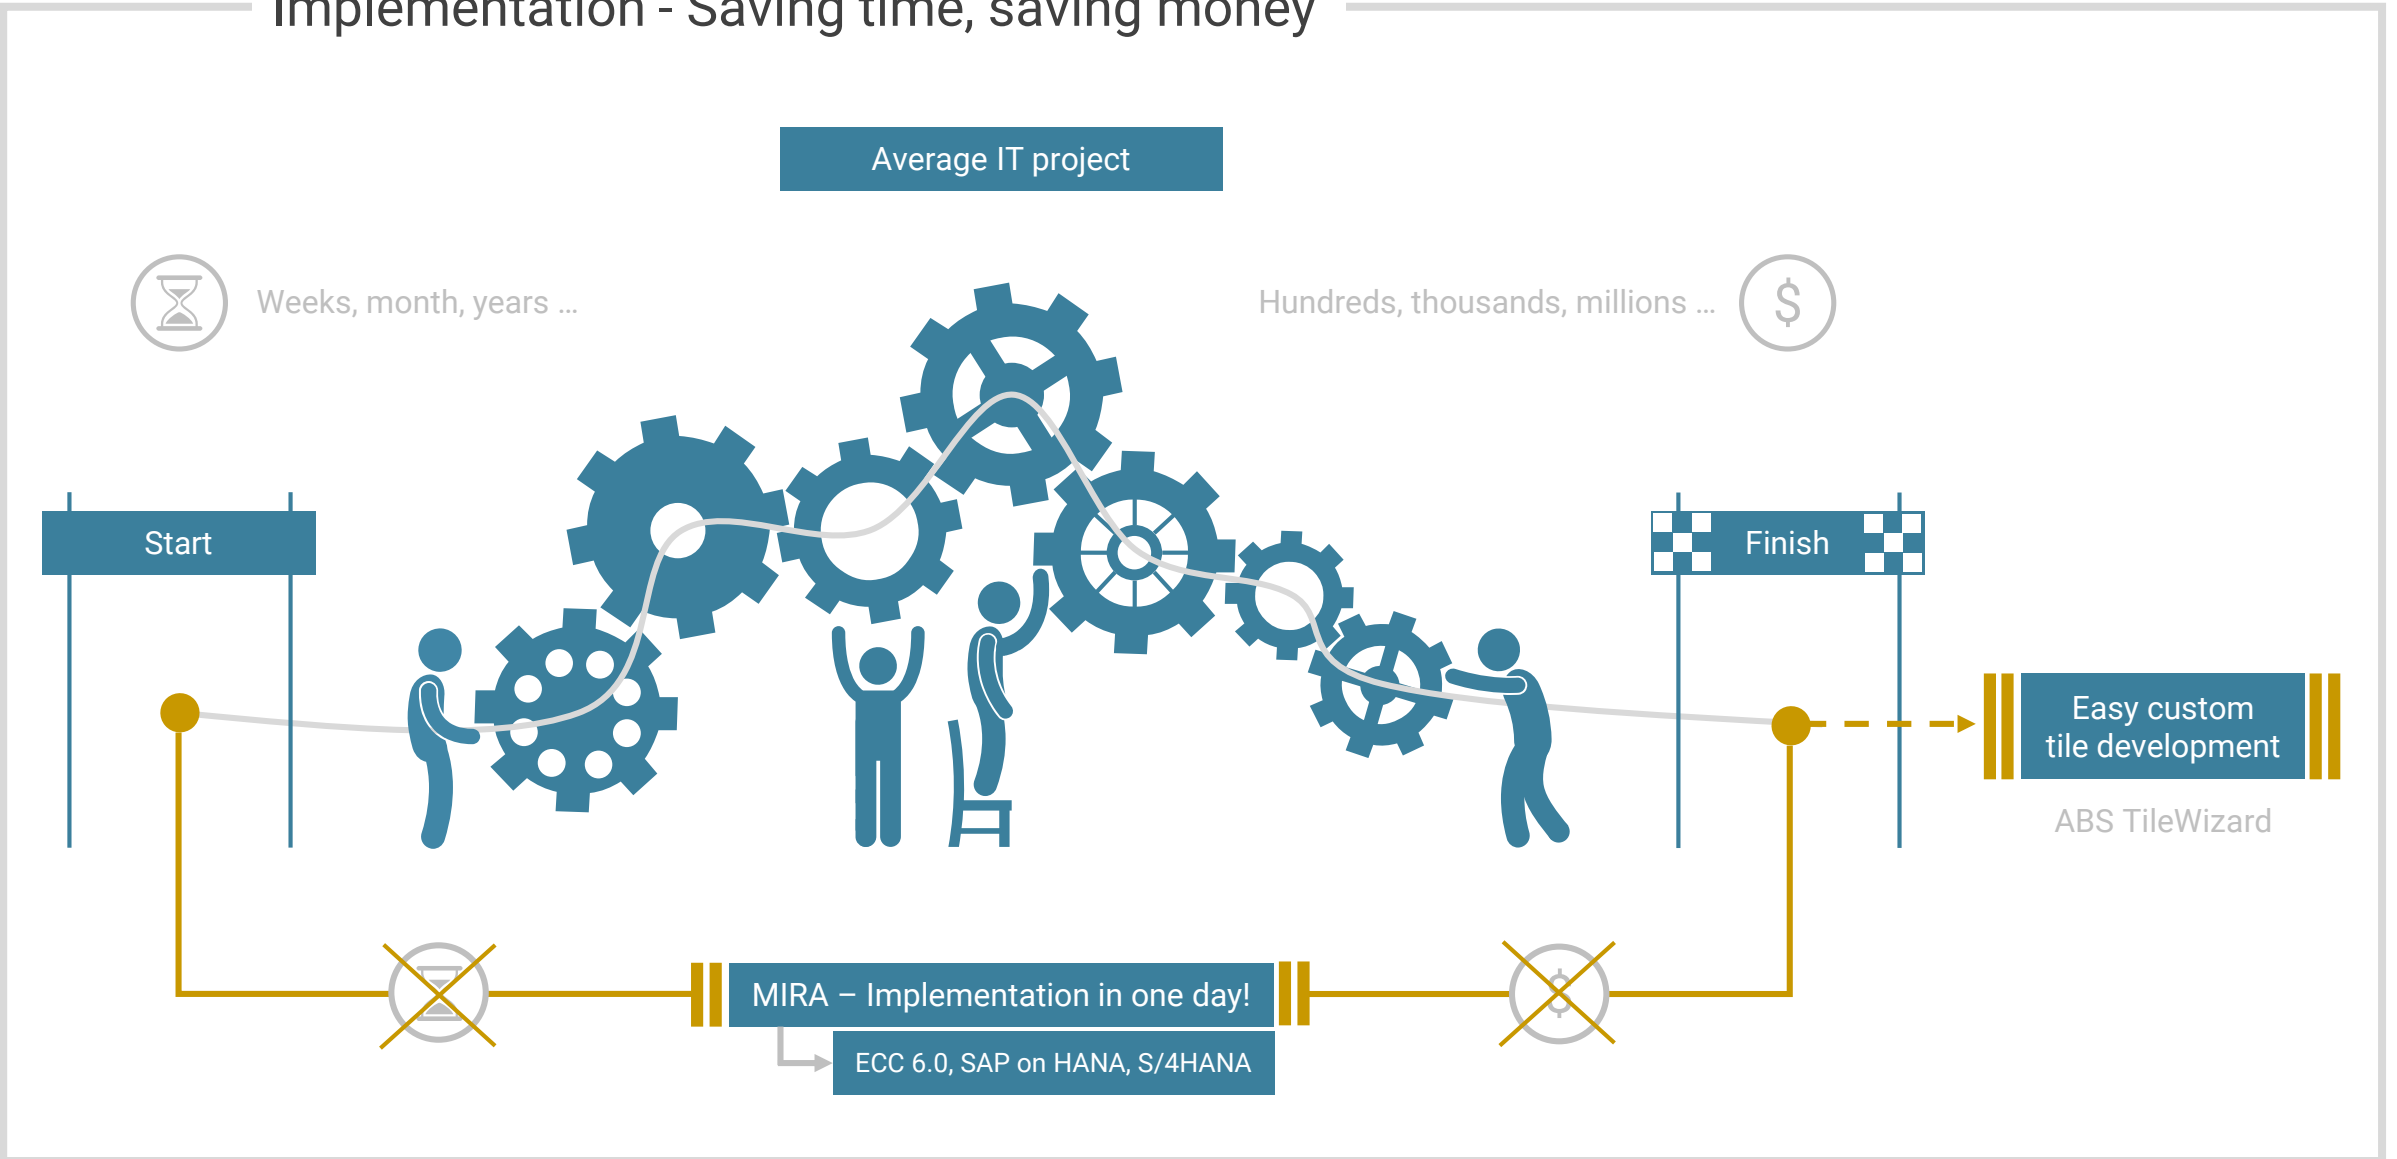 Implementation - Saving time, saving money
Average IT project
Weeks, month, years ...
Hundreds, thousands, millions ...
$
Start
Finish
Easy custom
tile development
ABS TileWizard
MIRA – Implementation in one day!
$
ECC 6.0, SAP on HANA, S/4HANA